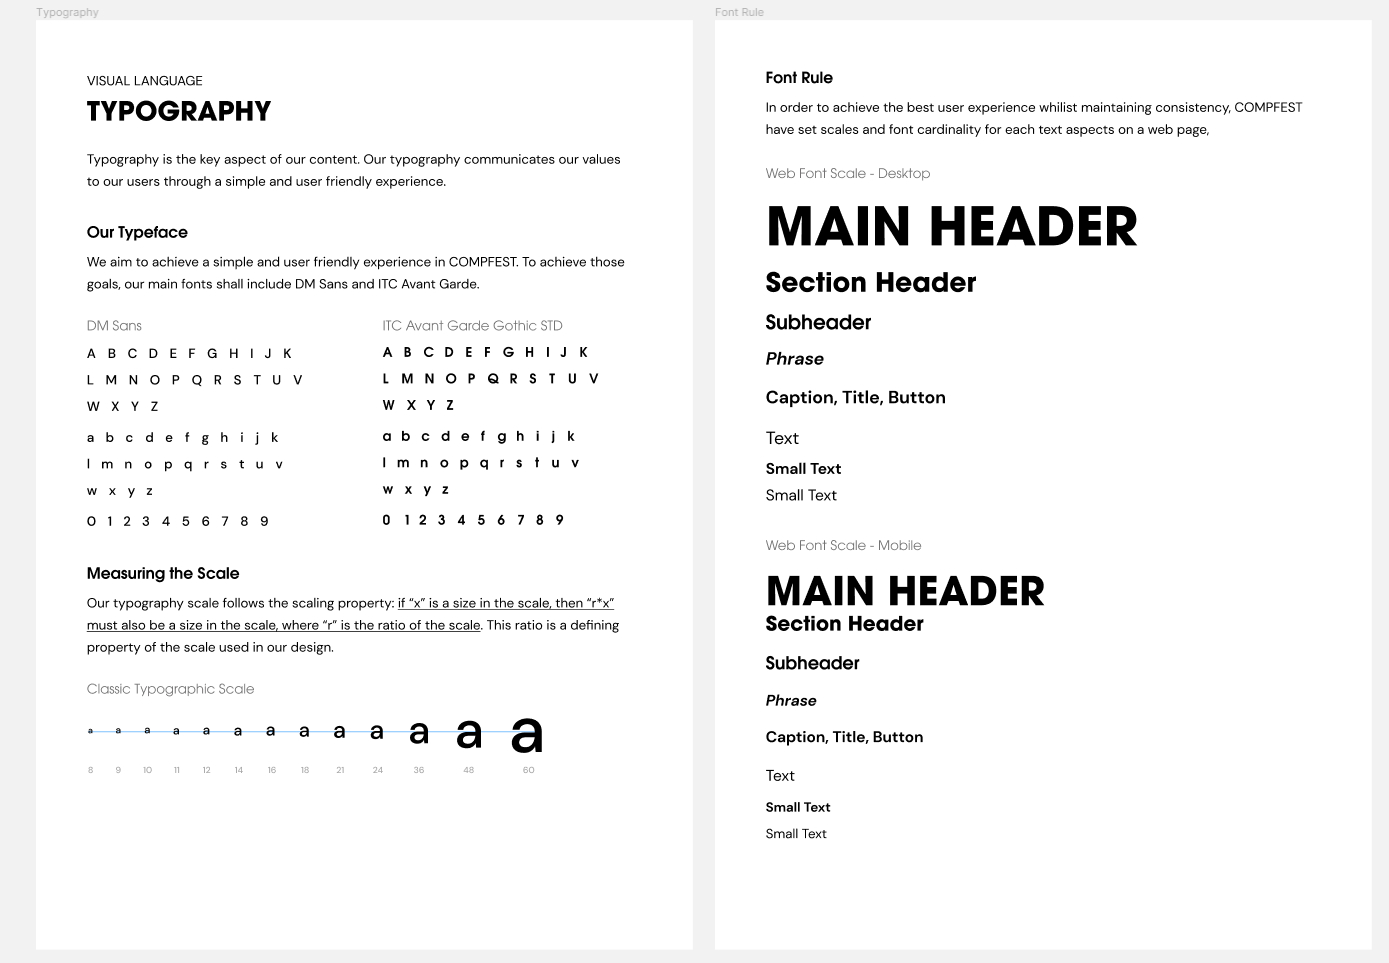 Typography
VISUAL LANGUAGE
TYPOGRAPHY
Typography is the key aspect of our content. Our typography communicates our values
to our users through a simple and user friendly experience.
Our Typeface
We aim to achieve a simple and user friendly experience in COMPFEST. To achieve those
goals, our main fonts shall include DM Sans and ITC Avant Garde.
DM Sans
A B C D E F G H I J K
L M N O P Q R S T U V
W X Y Z
a b c d e f g h i j k
l m n o p q r s t u v
w x y z
0 1 2 3 4 5 6 7 8 9
ITC Avant Garde Gothic STD
A B C D E F G H I J K
L M N O P Q R S T U V
W X Y Z
a b c d e f g h i j k
l m n o p q r s t u v
w x y z
0 1 2 3 4 5 6 7 8 9
Measuring the Scale
Our typography scale follows the scaling property: if “x” is a size in the scale, then “r*x”
must also be a size in the scale, where “r” is the ratio of the scale. This ratio is a defining
property of the scale used in our design.
Classic Typographic Scale
a a a a a a a a a a a a a
8 9 10 11 12 14 16 18 21 24 36 48 60
Font Rule
Font Rule
In order to achieve the best user experience whilist maintaining consistency, COMPFEST
have set scales and font cardinality for each text aspects on a web page,
Web Font Scale - Desktop
MAIN HEADER
Section Header
Subheader
Phrase
Caption, Title, Button
Text
Small Text
Small Text
Web Font Scale - Mobile
MAIN HEADER
Section Header
Subheader
Phrase
Caption, Title, Button
Text
Small Text
Small Text